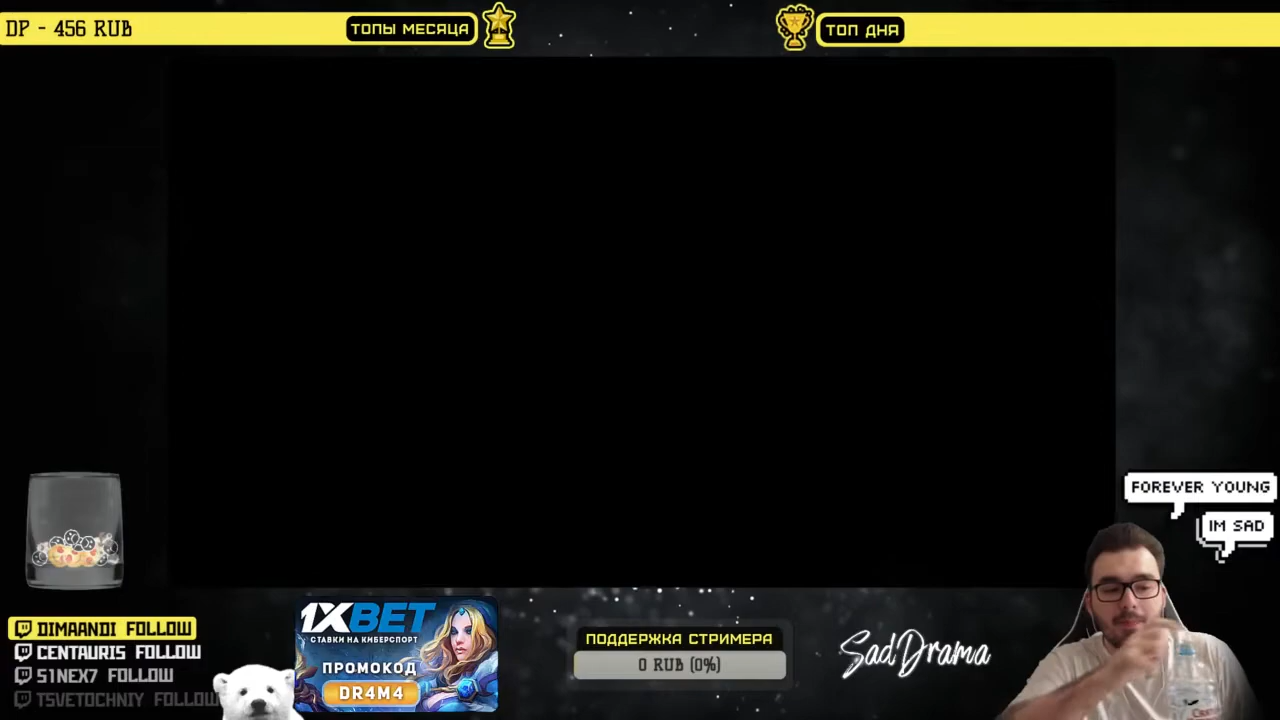 DP - 456 RUB
ТОПЫ МЕСЯЦА
ТОП ДНЯ
FOREVER YOUNG
IM SAD
DIMAANDI FOLLOW
CENTAURIS FOLLOW
S1NEX7 FOLLOW
TSVETOCHNIY FOLLOW
1XBET
СТАВКИ НА КИБЕРСПОРТ
ПРОМОКОД
DR4M4
ПОДДЕРЖКА СТРИМЕРА
0 RUB (0%)
SadDrama